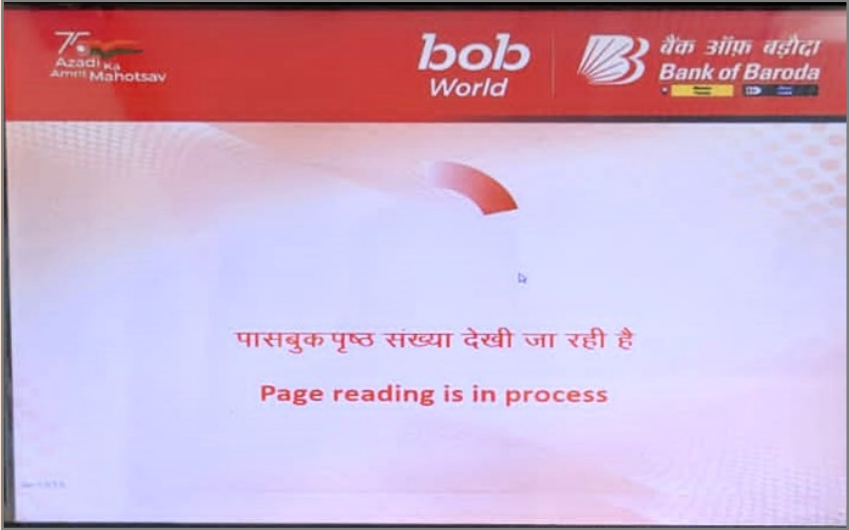 75
Azadi Ka
Amrit Mahotsav
bob
World
बैंक ऑफ़ बड़ौदा
Bank of Baroda
पासबुक पृष्ठ संख्या देखी जा रही है
Page reading is in process